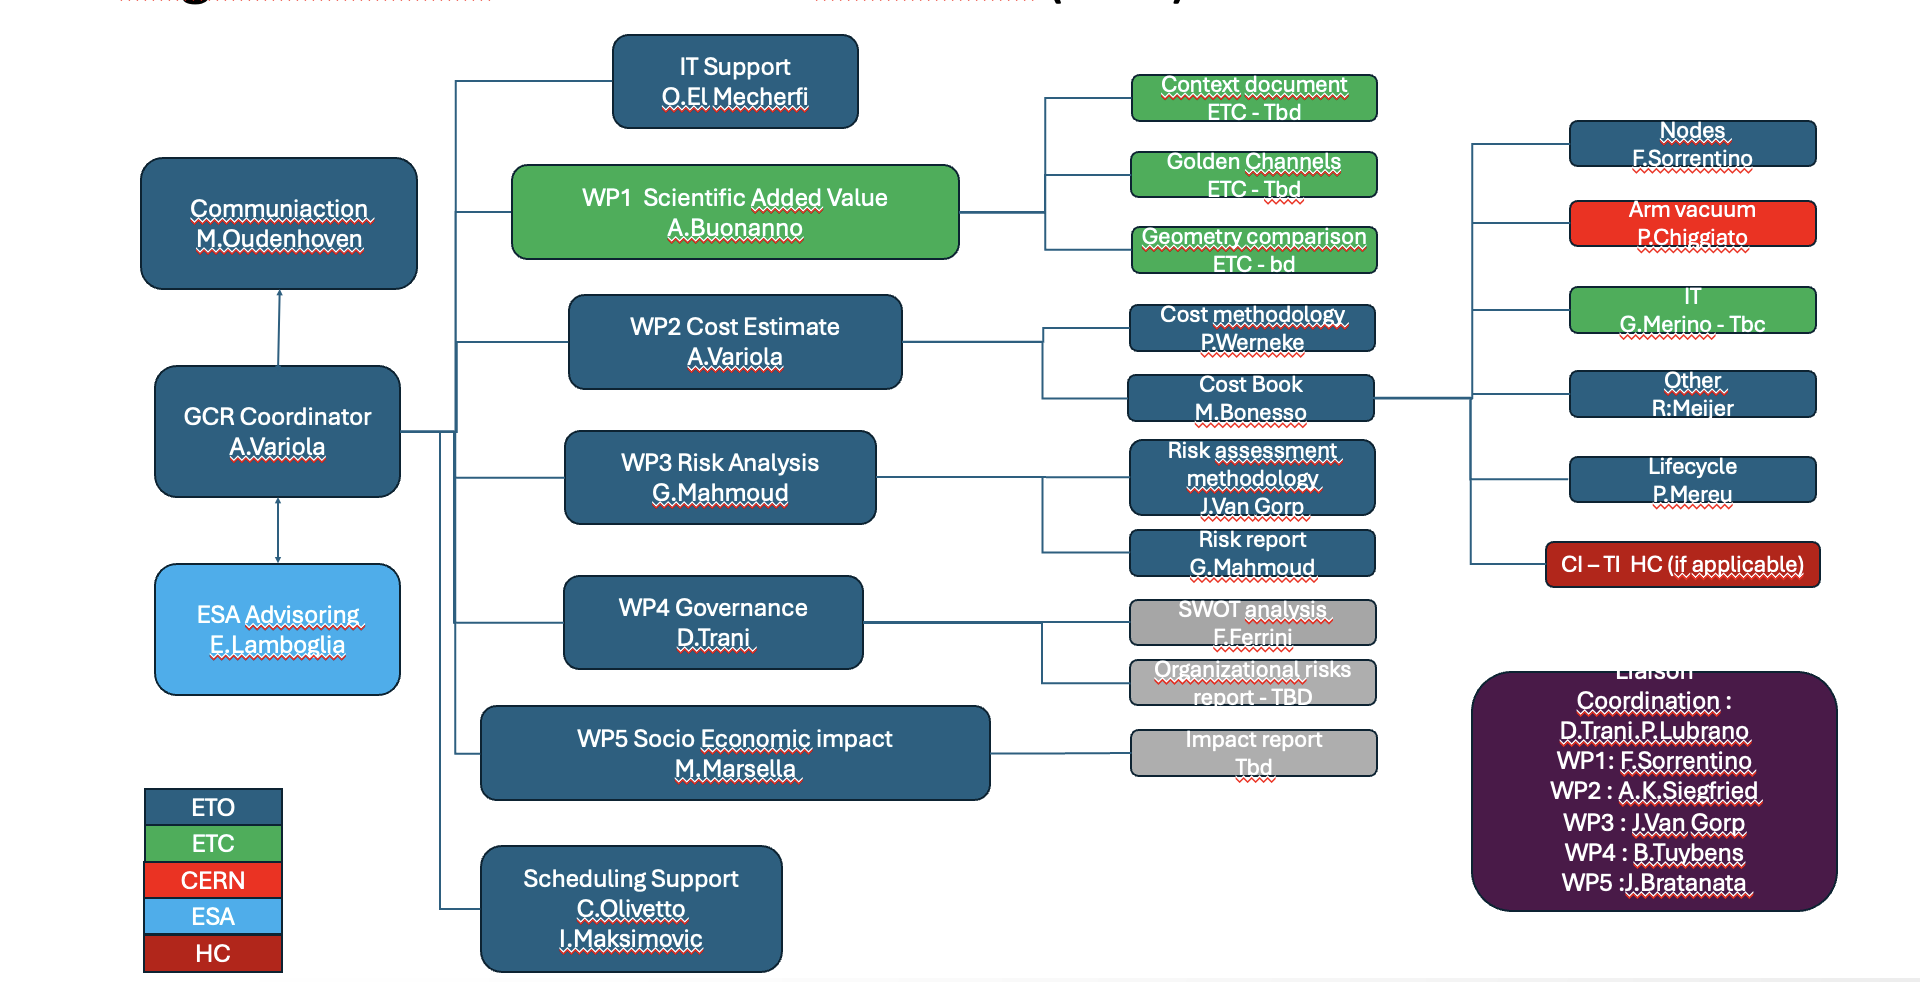 IT Support
O.El Mecherfi
Communiaction
M.Oudenhoven
GCR Coordinator
A.Variola
ESA Advisoring
E.Lamboglia
WP1  Scientific Added Value
A.Buonanno
WP2 Cost Estimate
A.Variola
WP3 Risk Analysis
G.Mahmoud
WP4 Governance
D.Trani
WP5 Socio Economic impact
M.Marsella
Scheduling Support
C.Olivetto
I.Maksimovic
Context document
ETC - Tbd
Golden Channels
ETC - Tbd
Geometry comparison
ETC - bd
Cost methodology
P.Werneke
Cost Book
M.Bonesso
Risk assessment
methodology
J.Van Gorp
Risk report
G.Mahmoud
SWOT analysis
F.Ferrini
Organizational risks
report - TBD
Impact report
Tbd
Nodes
F.Sorrentino
Arm vacuum
P.Chiggiato
IT
G.Merino - Tbc
Other
R:Meijer
Lifecycle
P.Mereu
CI – TI  HC (if applicable)
Liaison
Coordination :
D.Trani.P.Lubrano
WP1: F.Sorrentino
WP2 : A.K.Siegfried
WP3 : J.Van Gorp
WP4 : B.Tuybens
WP5 :J.Bratanata
ETO
ETC
CERN
ESA
HC